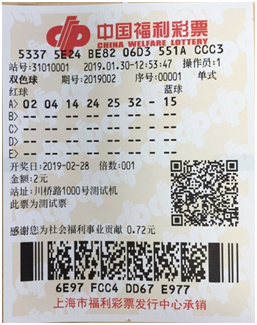 中国福利彩票
CHINA WELFARE LOTTERY
5337 5E24 BE82 06D3 551A CCC3
站号:31010001 2019.01.30-12:53:47 操作员:1
双色球 期号:2019002 序号:00001 单式
红球 蓝球
A> 02 04 14 24 25 32 - 15
B> -- -- -- -- -- -- - --
C> -- -- -- -- -- -- - --
D> -- -- -- -- -- -- - --
E> -- -- -- -- -- -- - --
开奖日:2019-02-28 倍数:001
金额:2元
站址:川桥路1000号测试机
此票为测试票
感谢您为社会福利事业贡献 0.72元
6E97 FCC4 DD67 E977
上海市福利彩票发行中心承销